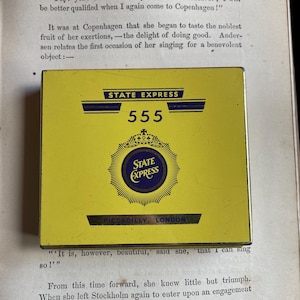 be better qualified when I again come to Copenhagen!"
It was at Copenhagen that she began to taste the noblest
fruit of her exertions, —the delight of doing good. Ander-
sen relates the first occasion of her singing for a benevolent
object:—
STATE EXPRESS
555
STATE
EXPRESS
PICCADILLY, LONDON
"'It is, however, beautiful,' said she, 'that I can sing
so!'"
From this time forward, she knew little but triumph.
When she left Stockholm again to enter upon an engagement